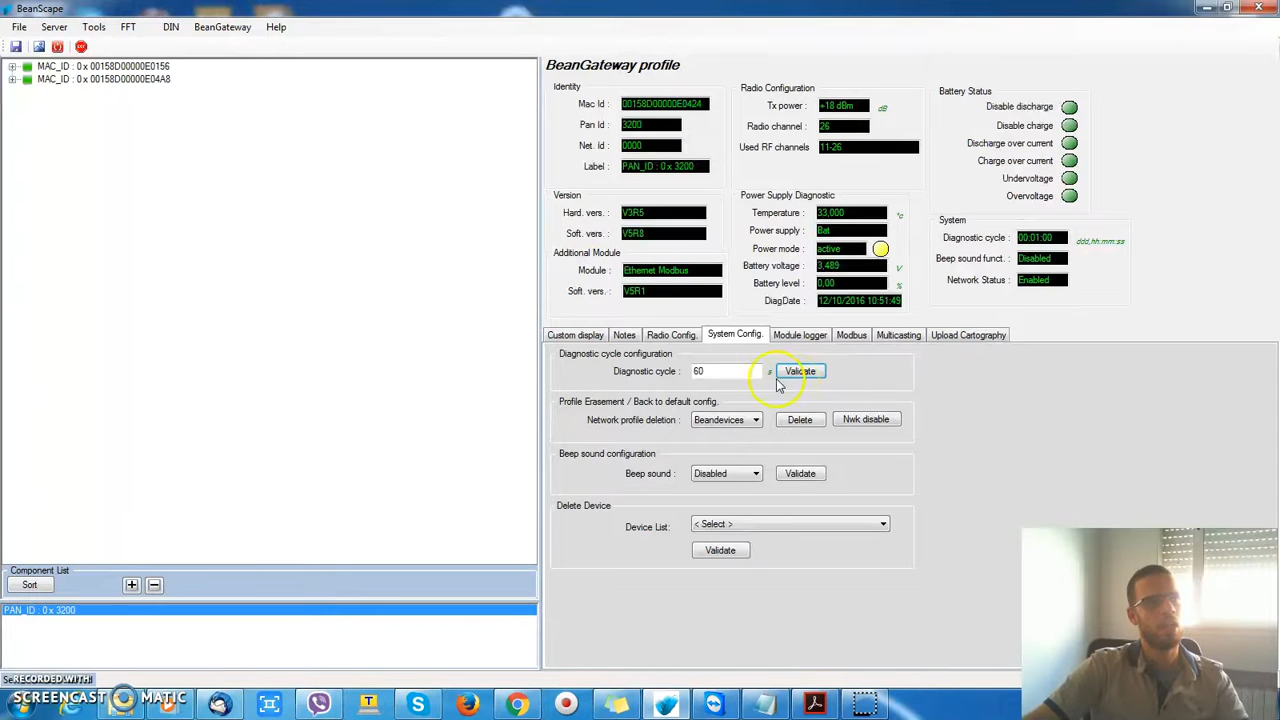 BeanScape
File Server Tools FFT DIN BeanGateway Help
MAC_ID : 0 x 00158D00000E0156
MAC_ID : 0 x 00158D00000E04A8
BeanGateway profile
Identity
Mac Id : 00158D00000E0424
Pan Id : 3200
Net. Id : 0000
Label : PAN_ID : 0 x 3200
Radio Configuration
Tx power : +18 dBm dB
Radio channel : 26
Used RF channels 11-26
Battery Status
Disable discharge
Disable charge
Discharge over current
Charge over current
Undervoltage
Overvoltage
Version
Hard. vers. : V3R5
Soft. vers. : V5R8
Additional Module
Module : Ethernet Modbus
Soft. vers. : V5R1
Power Supply Diagnostic
Temperature : 33,000 °c
Power supply : Bat
Power mode : active
Battery voltage : 3,489 V
Battery level : 0,00 %
DiagDate : 12/10/2016 10:51:49
System
Diagnostic cycle : 00:01:00 ddd,hh:mm:ss
Beep sound funct. : Disabled
Network Status : Enabled
Custom display Notes Radio Config. System Config. Module logger Modbus Multicasting Upload Cartography
Diagnostic cycle configuration
Diagnostic cycle : 60 s Validate
Profile Erasement / Back to default config.
Network profile deletion : Beandevices Delete Nwk disable
Beep sound configuration
Beep sound : Disabled Validate
Delete Device
Device List: < Select >
Validate
Component List
Sort
PAN_ID : 0 x 3200
RECORDED WITH
SCREENCAST MATIC